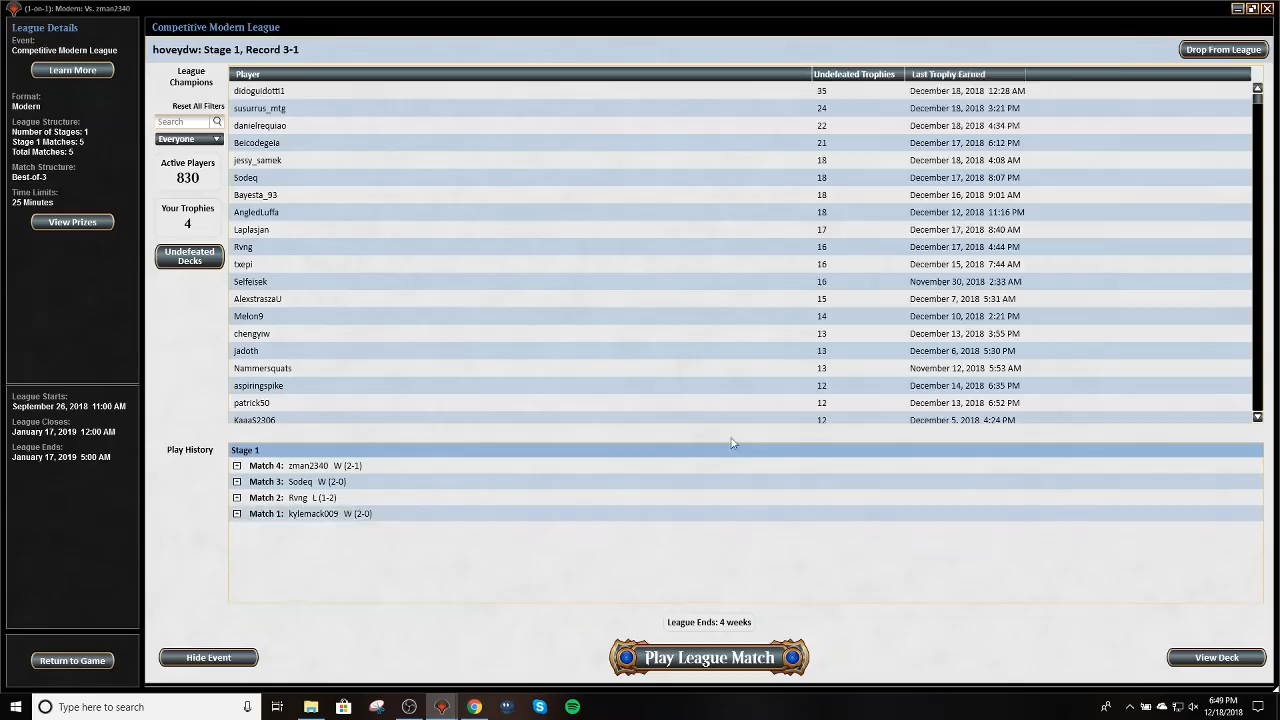 (1-on-1): Modern: Vs. zman2340
League Details
Event:
Competitive Modern League
Learn More
Format:
Modern
League Structure:
Number of Stages: 1
Stage 1 Matches: 5
Total Matches: 5
Match Structure:
Best-of-3
Time Limits:
25 Minutes
View Prizes
League Starts:
September 26, 2018 11:00 AM
League Closes:
January 17, 2019 12:00 AM
League Ends:
January 17, 2019 5:00 AM
Return to Game
Competitive Modern League
hoveydw: Stage 1, Record 3-1
Drop From League
League
Champions
Reset All Filters
Search
Everyone
Active Players
830
Your Trophies
4
Undefeated
Decks
Player Undefeated Trophies Last Trophy Earned
didoguidotti1 35 December 18, 2018 12:28 AM
susurrus_mtg 24 December 18, 2018 3:21 PM
danielrequiao 22 December 18, 2018 4:34 PM
Beicodegeia 21 December 17, 2018 6:12 PM
jessy_samek 18 December 18, 2018 4:08 AM
Sodeq 18 December 17, 2018 8:07 PM
Bayesta_93 18 December 16, 2018 9:01 AM
AngledLuffa 18 December 12, 2018 11:16 PM
Laplasjan 17 December 17, 2018 8:40 AM
Rvng 16 December 17, 2018 4:44 PM
txepi 16 December 15, 2018 7:44 AM
Selfeisek 16 November 30, 2018 2:33 AM
AlexstraszaU 15 December 7, 2018 5:31 AM
Melon9 14 December 10, 2018 2:21 PM
chengyiw 13 December 13, 2018 3:55 PM
Jadoth 13 December 6, 2018 5:30 PM
Nammersquats 13 November 12, 2018 5:53 AM
aspiringspike 12 December 14, 2018 6:35 PM
patrick50 12 December 13, 2018 6:52 PM
KaaaS2306 12 December 5, 2018 4:24 PM
Play History
Stage 1
Match 4: zman2340 W (2-1)
Match 3: Sodeq W (2-0)
Match 2: Rvng L (1-2)
Match 1: kylemack009 W (2-0)
League Ends: 4 weeks
Hide Event
Play League Match
View Deck
Type here to search
6:49 PM
12/18/2018